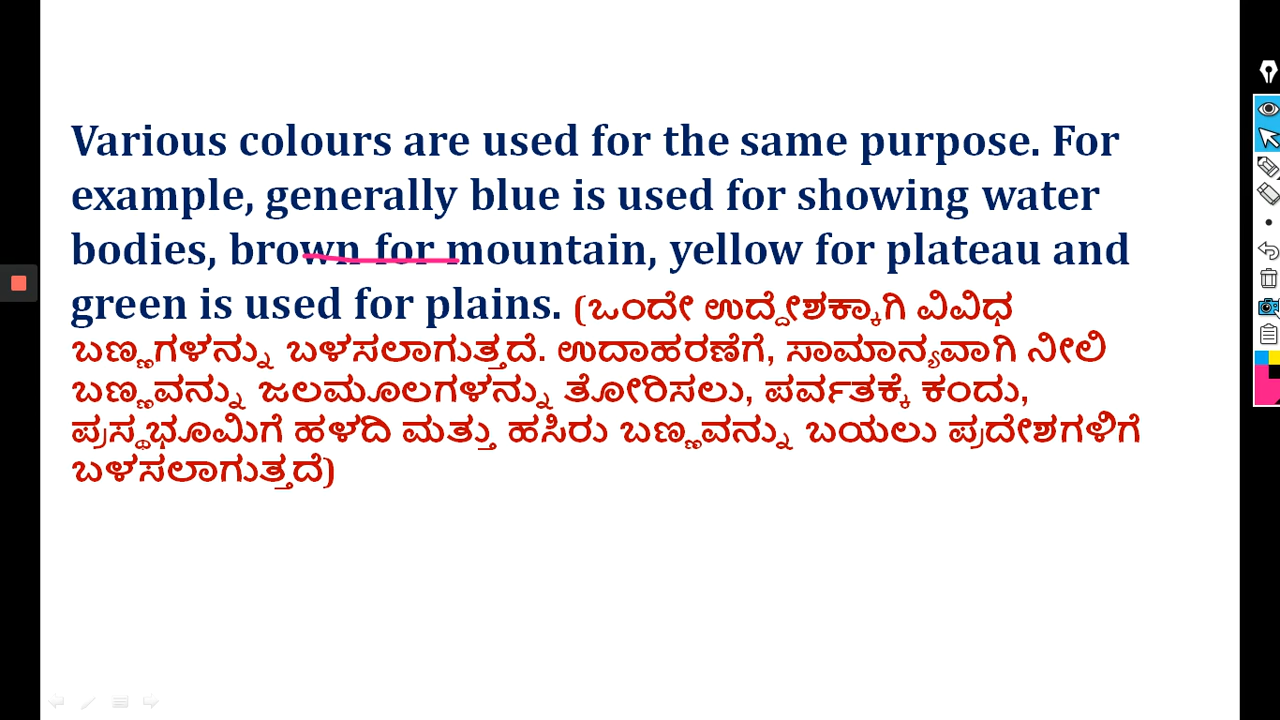 Various colours are used for the same purpose. For
example, generally blue is used for showing water
bodies, brown for mountain, yellow for plateau and
green is used for plains. (ಒಂದೇ ಉದ್ದೇಶಕ್ಕಾಗಿ ವಿವಿಧ
ಬಣ್ಣಗಳನ್ನು ಬಳಸಲಾಗುತ್ತದೆ. ಉದಾಹರಣೆಗೆ, ಸಾಮಾನ್ಯವಾಗಿ ನೀಲಿ
ಬಣ್ಣವನ್ನು ಜಲಮೂಲಗಳನ್ನು ತೋರಿಸಲು, ಪರ್ವತಕ್ಕೆ ಕಂದು,
ಪ್ರಸ್ಥಭೂಮಿಗೆ ಹಳದಿ ಮತ್ತು ಹಸಿರು ಬಣ್ಣವನ್ನು ಬಯಲು ಪ್ರದೇಶಗಳಿಗೆ
ಬಳಸಲಾಗುತ್ತದೆ)